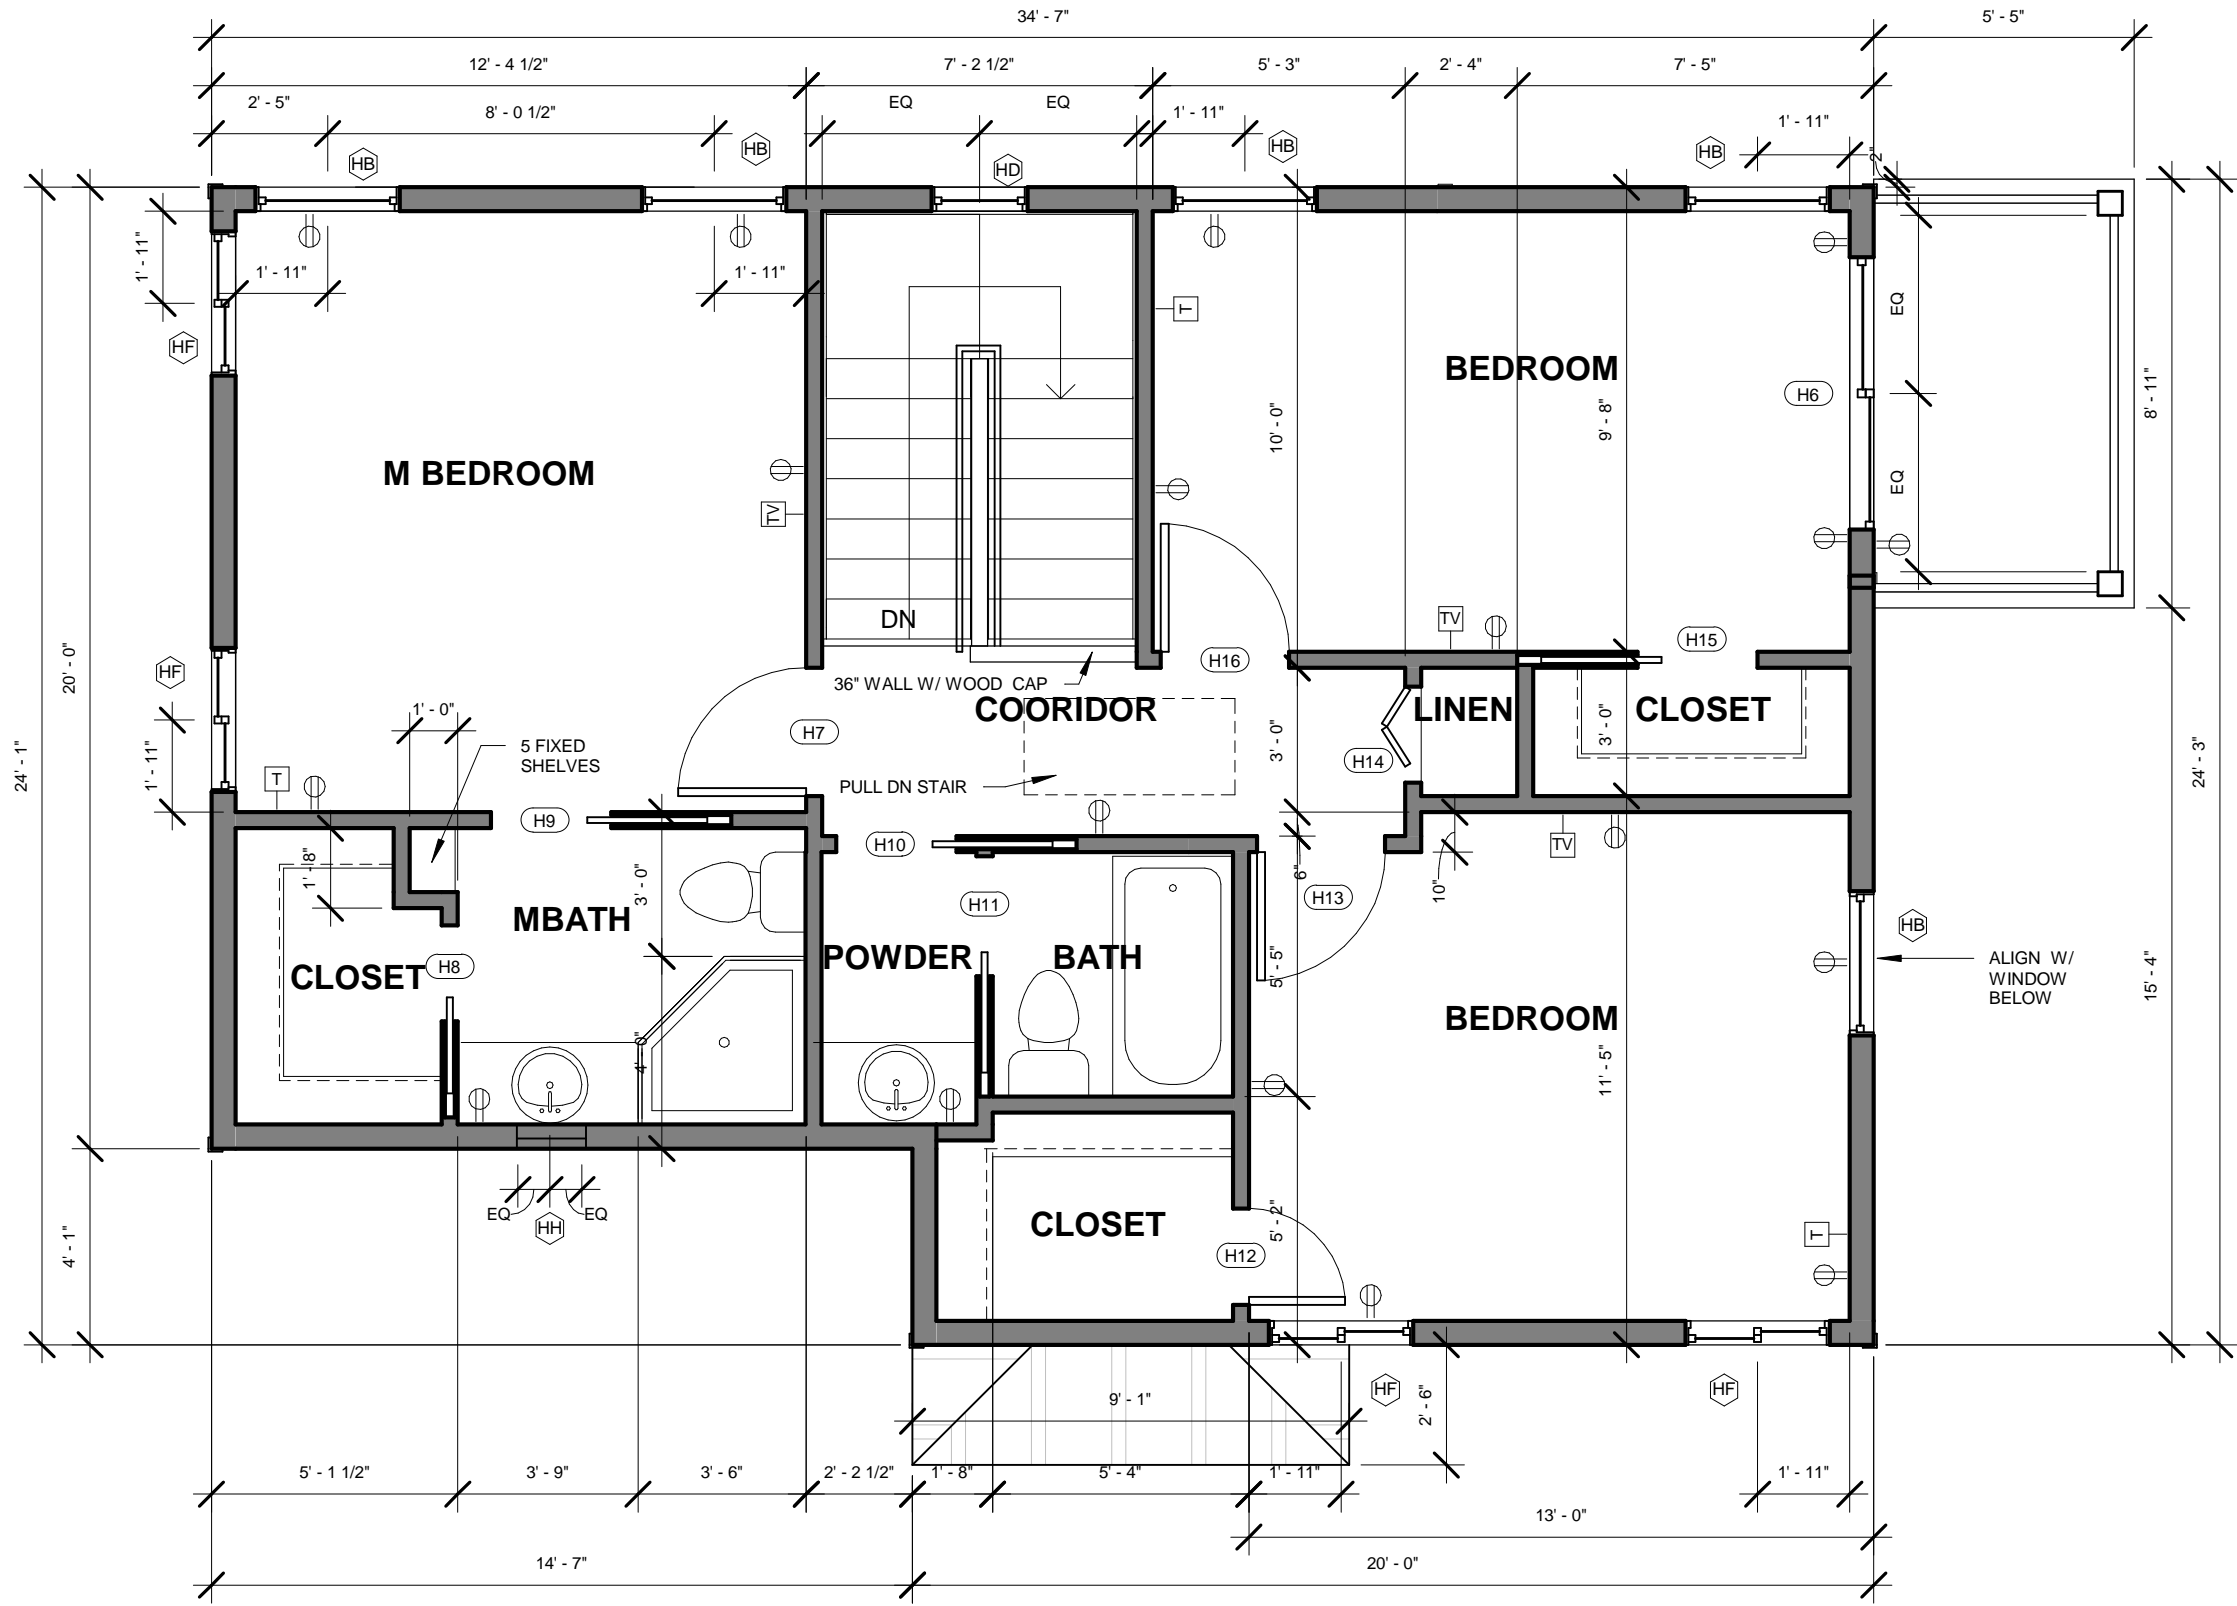 34' - 7"
5' - 5"
12' - 4 1/2"
7' - 2 1/2"
5' - 3"
2' - 4"
7' - 5"
2' - 5"
8' - 0 1/2"
EQ
EQ
1' - 11"
1' - 11"
HB
HB
HD
HB
HB
2"
1' - 11"
1' - 11"
1' - 11"
HF
T
EQ
BEDROOM
H6
8' - 11"
10' - 0"
9' - 8"
M BEDROOM
TV
EQ
DN
TV
H15
H16
20' - 0"
HF
36" WALL W/ WOOD CAP
COORIDOR
LINEN
CLOSET
1' - 0"
H7
3' - 0"
3' - 0"
24' - 1"
24' - 3"
5 FIXED
SHELVES
1' - 11"
T
PULL DN STAIR
H14
H9
H10
TV
1' - 8"
3' - 0"
6"
10"
H11
H13
MBATH
HB
CLOSET
H8
POWDER
BATH
5' - 5"
ALIGN W/
WINDOW
BELOW
15' - 4"
BEDROOM
4'
11' - 5"
EQ
EQ
HH
CLOSET
5' - 2"
T
H12
4' - 1"
9' - 1"
HF
2' - 6"
HF
5' - 1 1/2"
3' - 9"
3' - 6"
2' - 2 1/2"
1' - 8"
5' - 4"
1' - 11"
1' - 11"
13' - 0"
14' - 7"
20' - 0"